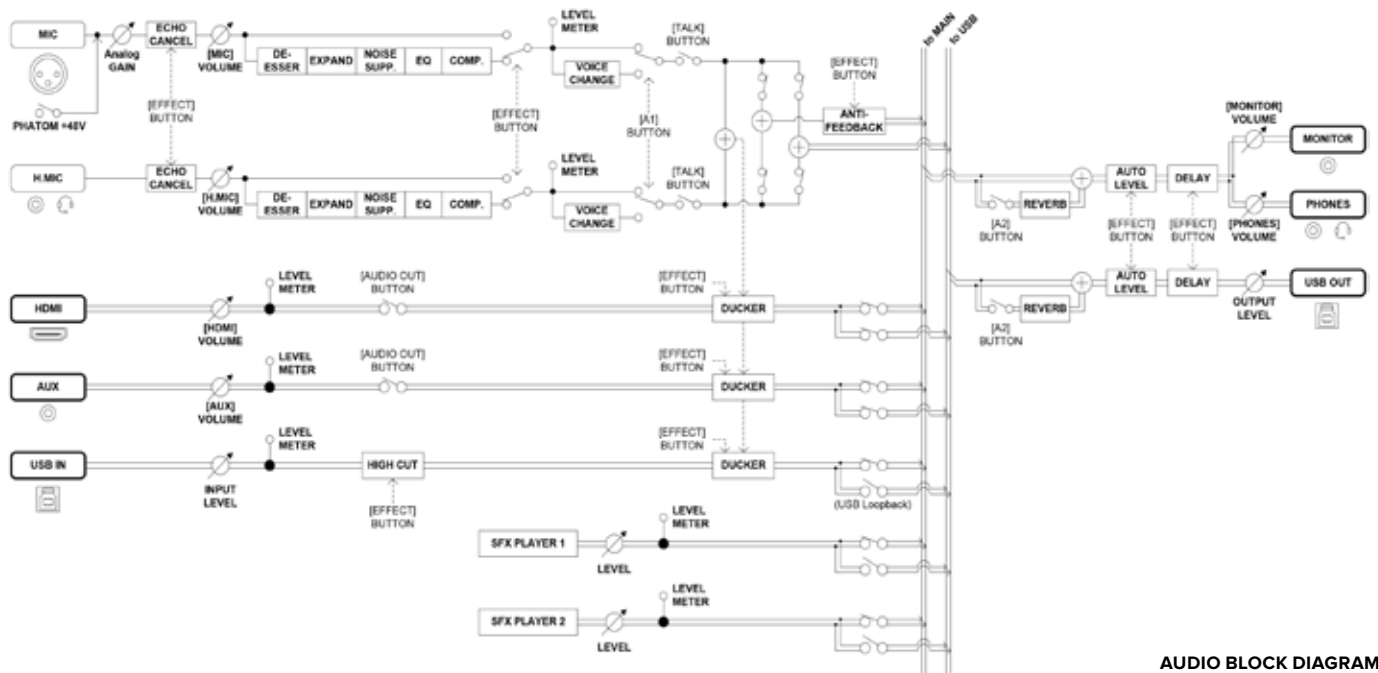 MIC
Analog
GAIN
ECHO
CANCEL
[MIC]
VOLUME
DE-
ESSER
EXPAND
NOISE
SUPP.
EQ
COMP.
LEVEL
METER
VOICE
CHANGE
[TALK]
BUTTON
[EFFECT]
BUTTON
ANTI-
FEEDBACK
to MAIN
to USB
PHATOM +48V
[EFFECT]
BUTTON
[EFFECT]
BUTTON
[A1]
BUTTON
H.MIC
ECHO
CANCEL
[H.MIC]
VOLUME
DE-
ESSER
EXPAND
NOISE
SUPP.
EQ
COMP.
LEVEL
METER
VOICE
CHANGE
[TALK]
BUTTON
[MONITOR]
VOLUME
MONITOR
AUTO
LEVEL
DELAY
REVERB
[A2]
BUTTON
[EFFECT]
BUTTON
[EFFECT]
BUTTON
[PHONES]
VOLUME
PHONES
HDMI
[HDMI]
VOLUME
LEVEL
METER
[AUDIO OUT]
BUTTON
[EFFECT]
BUTTON
DUCKER
AUTO
LEVEL
DELAY
REVERB
[A2]
BUTTON
OUTPUT
LEVEL
USB OUT
AUX
[AUX]
VOLUME
LEVEL
METER
[AUDIO OUT]
BUTTON
[EFFECT]
BUTTON
DUCKER
USB IN
INPUT
LEVEL
LEVEL
METER
HIGH CUT
[EFFECT]
BUTTON
[EFFECT]
BUTTON
DUCKER
(USB Loopback)
SFX PLAYER 1
LEVEL
LEVEL
METER
SFX PLAYER 2
LEVEL
LEVEL
METER
AUDIO BLOCK DIAGRAM